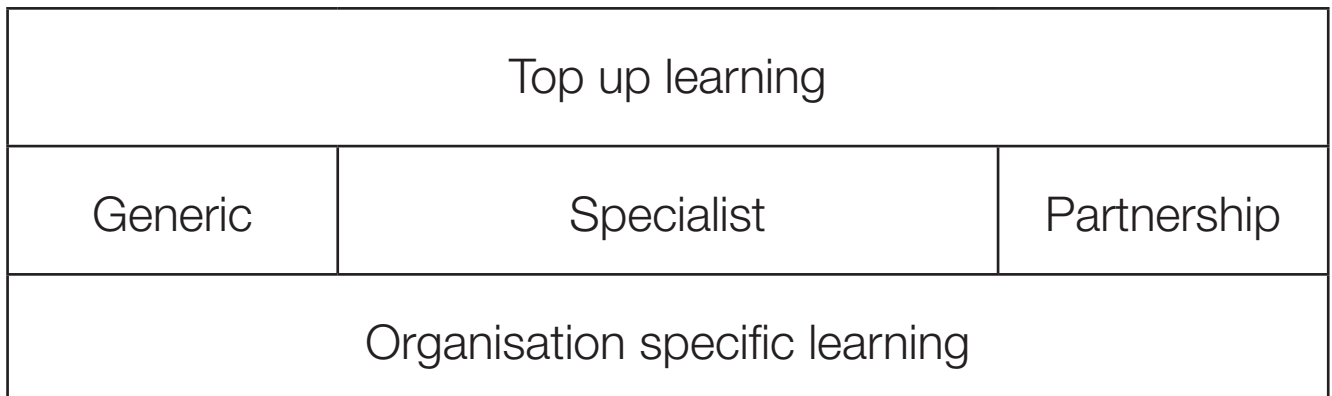 Top up learning
Generic Specialist Partnership
Organisation specific learning